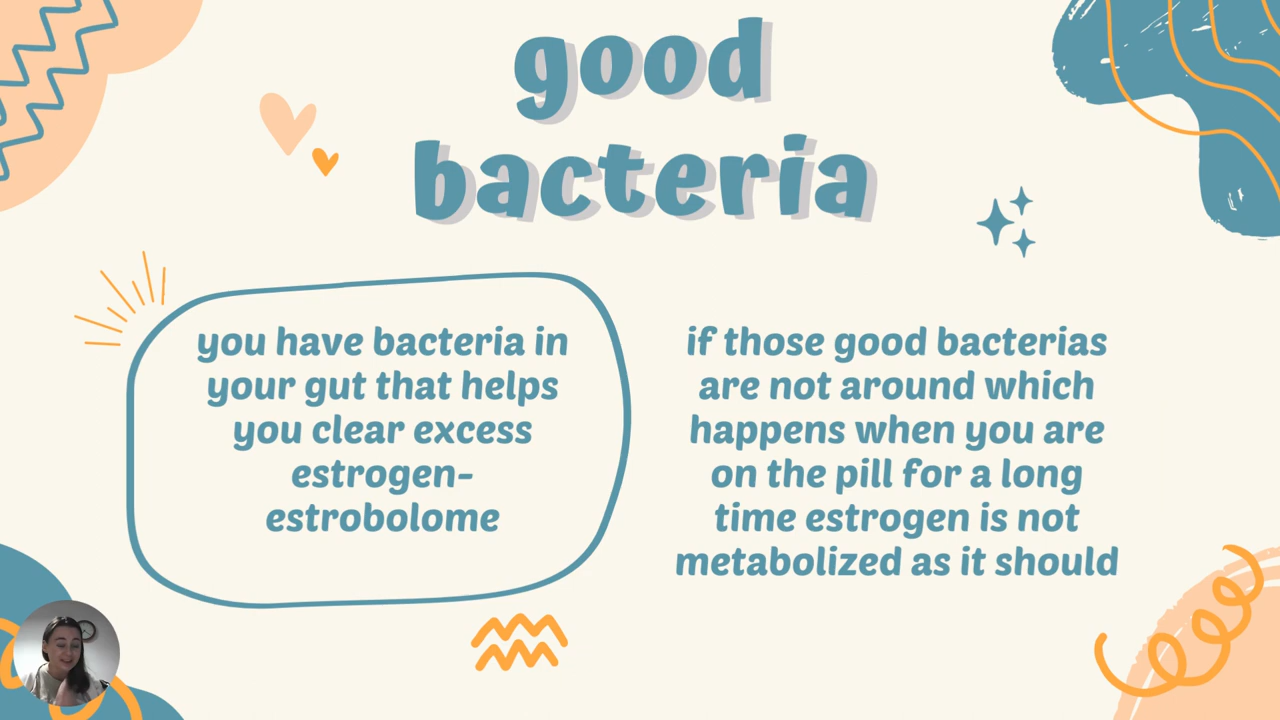 good
bacteria
you have bacteria in
your gut that helps
you clear excess
estrogen-
estrobolome
if those good bacterias
are not around which
happens when you are
on the pill for a long
time estrogen is not
metabolized as it should